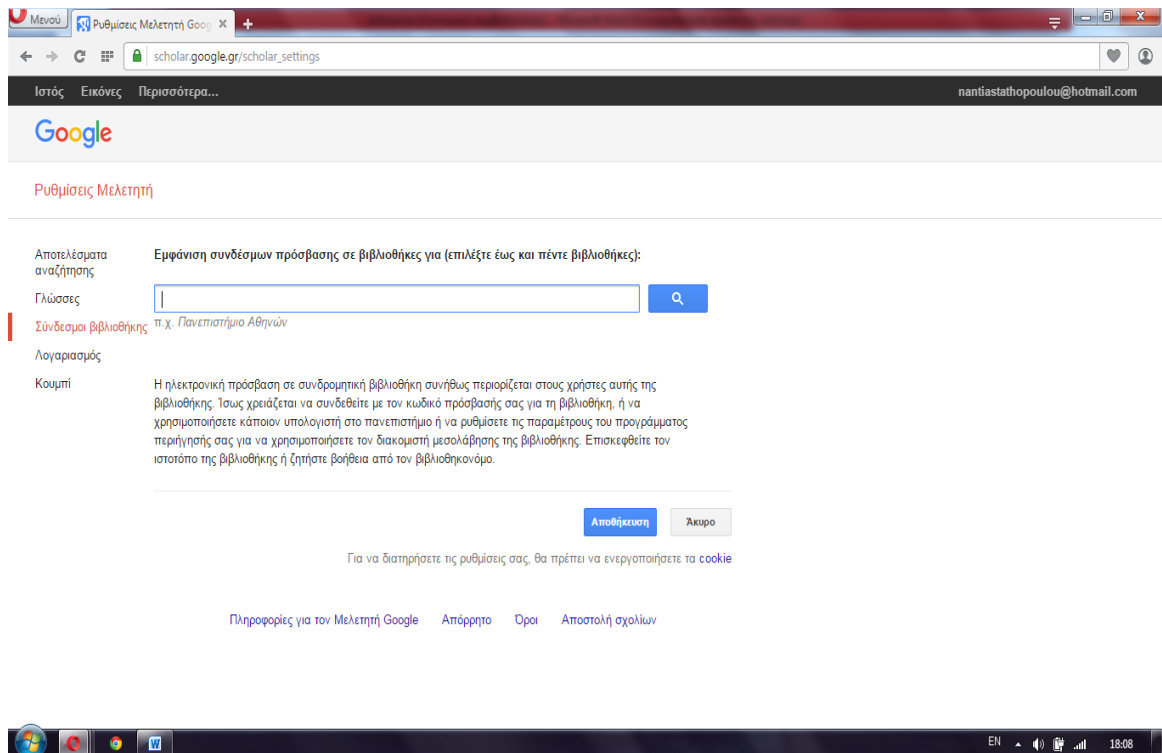 Μενού
Ρυθμίσεις Μελετητή Goog
scholar.google.gr/scholar_settings
Ιστός Εικόνες Περισσότερα... nantiastathopoulou@hotmail.com
Google
Ρυθμίσεις Μελετητή
Αποτελέσματα
αναζήτησης
Γλώσσες
Σύνδεσμοι βιβλιοθήκης
Λογαριασμός
Κουμπί
Εμφάνιση συνδέσμων πρόσβασης σε βιβλιοθήκες για (επιλέξτε έως και πέντε βιβλιοθήκες):
π.χ. Πανεπιστήμιο Αθηνών
Η ηλεκτρονική πρόσβαση σε συνδρομητική βιβλιοθήκη συνήθως περιορίζεται στους χρήστες αυτής της
βιβλιοθήκης. Ίσως χρειάζεται να συνδεθείτε με τον κωδικό πρόσβασής σας για τη βιβλιοθήκη, ή να
χρησιμοποιήσετε κάποιον υπολογιστή στο πανεπιστήμιο ή να ρυθμίσετε τις παραμέτρους του προγράμματος
περιήγησής σας για να χρησιμοποιήσετε τον διακομιστή μεσολάβησης της βιβλιοθήκης. Επισκεφθείτε τον
ιστοτόπο της βιβλιοθήκης ή ζητήστε βοήθεια από τον βιβλιοθηκονόμο.
Αποθήκευση Άκυρο
Για να διατηρήσετε τις ρυθμίσεις σας, θα πρέπει να ενεργοποιήσετε τα cookie
Πληροφορίες για τον Μελετητή Google Απόρρητο Όροι Αποστολή σχολίων
EN 18:08